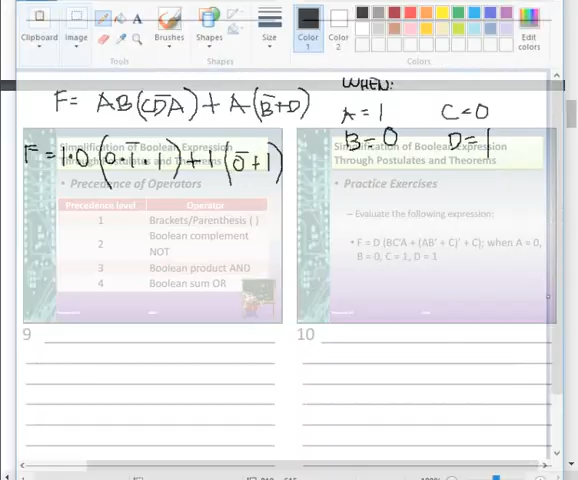 Clipboard
Image
Tools
Brushes
Shapes
Shapes
Size
Color 1
Color 2
Colors
Edit colors
WHEN:
F = AB(CD̅A) + A(B̅+D)
A = 1 C = 0
B = 0 D = 1
F = 1·0(0·1̅·1) + 1(0̅+1)
Simplification of Boolean Expression
Through Postulates and Theorems
• Precedence of Operators
Precedence level Operator
1 Brackets/Parenthesis ( )
2 Boolean complement NOT
3 Boolean product AND
4 Boolean sum OR
9
Simplification of Boolean Expression
Through Postulates and Theorems
• Practice Exercises
– Evaluate the following expression:
• F = D (BC'A + (AB' + C)' + C); when A = 0,
B = 0, C = 1, D = 1
10